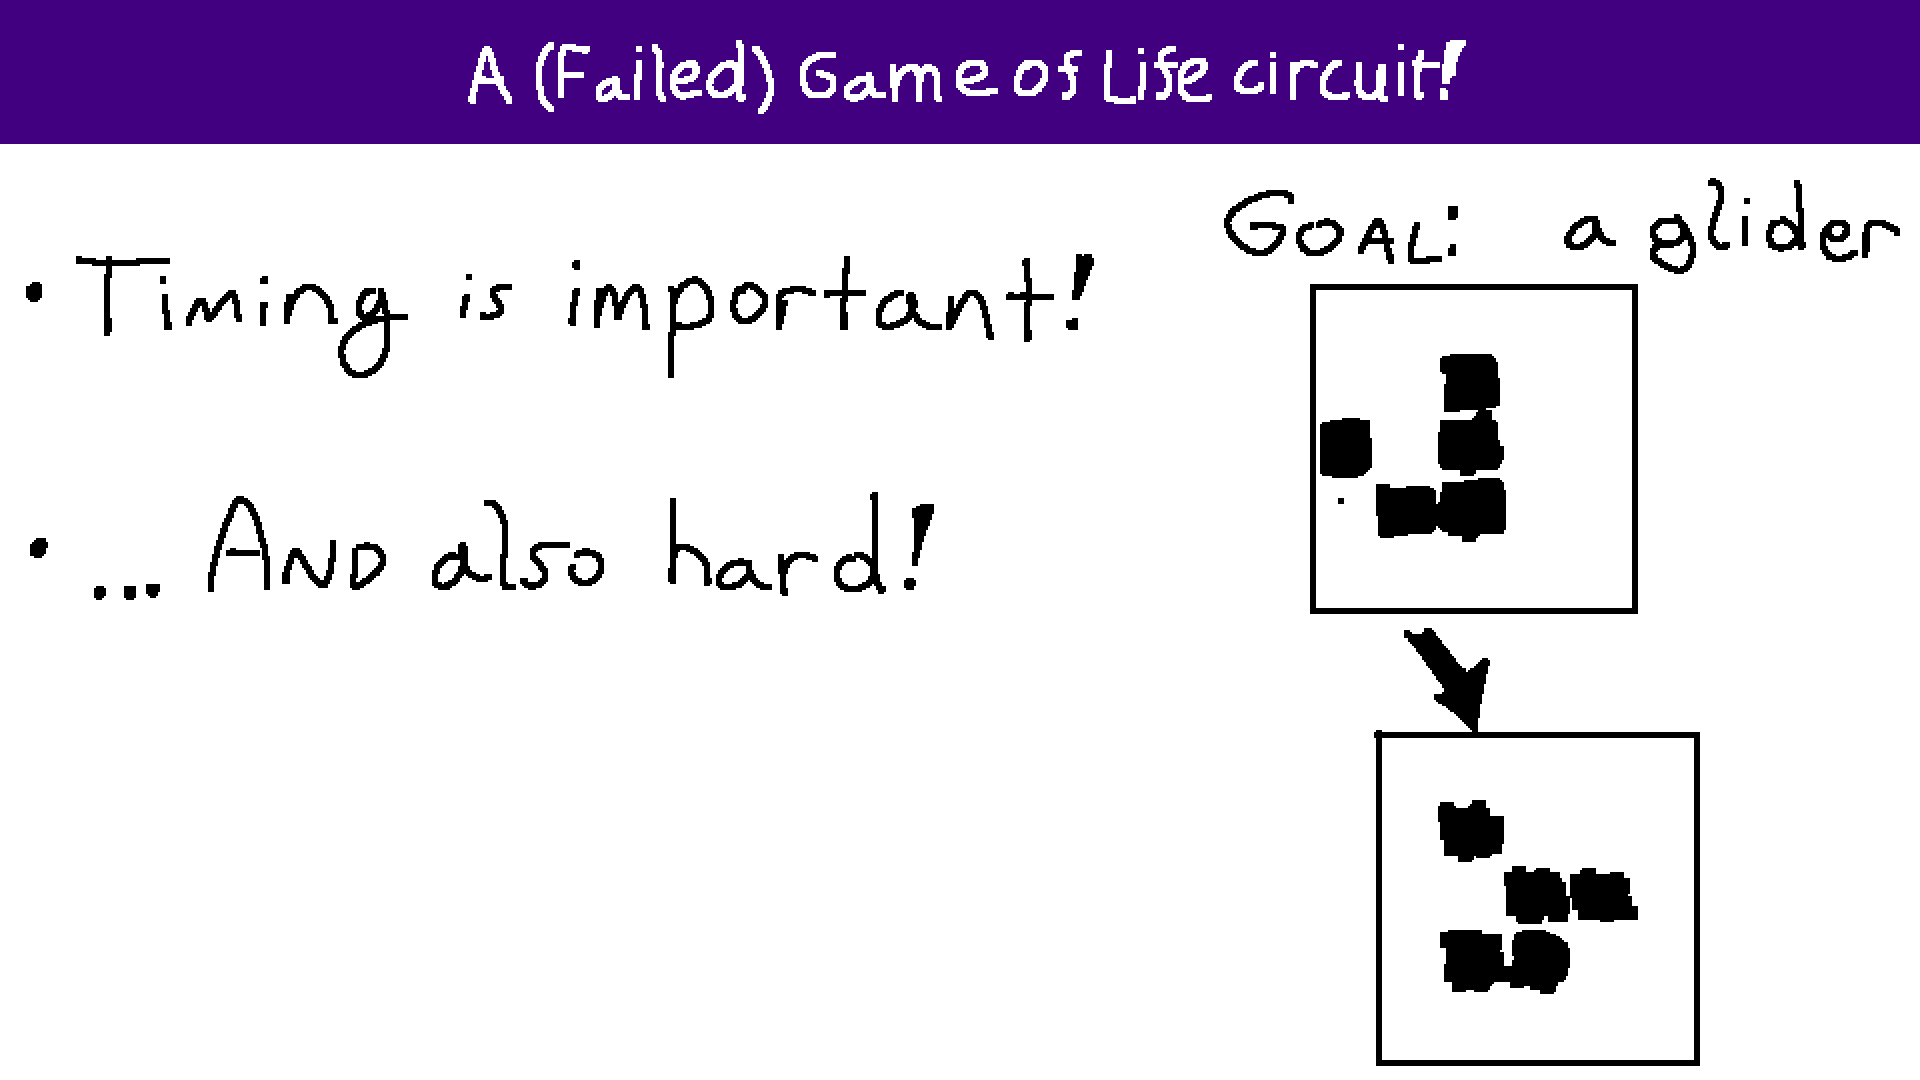 A (Failed) Game of Life circuit!
• Timing is important!
• ... AND also hard!
GOAL: a glider